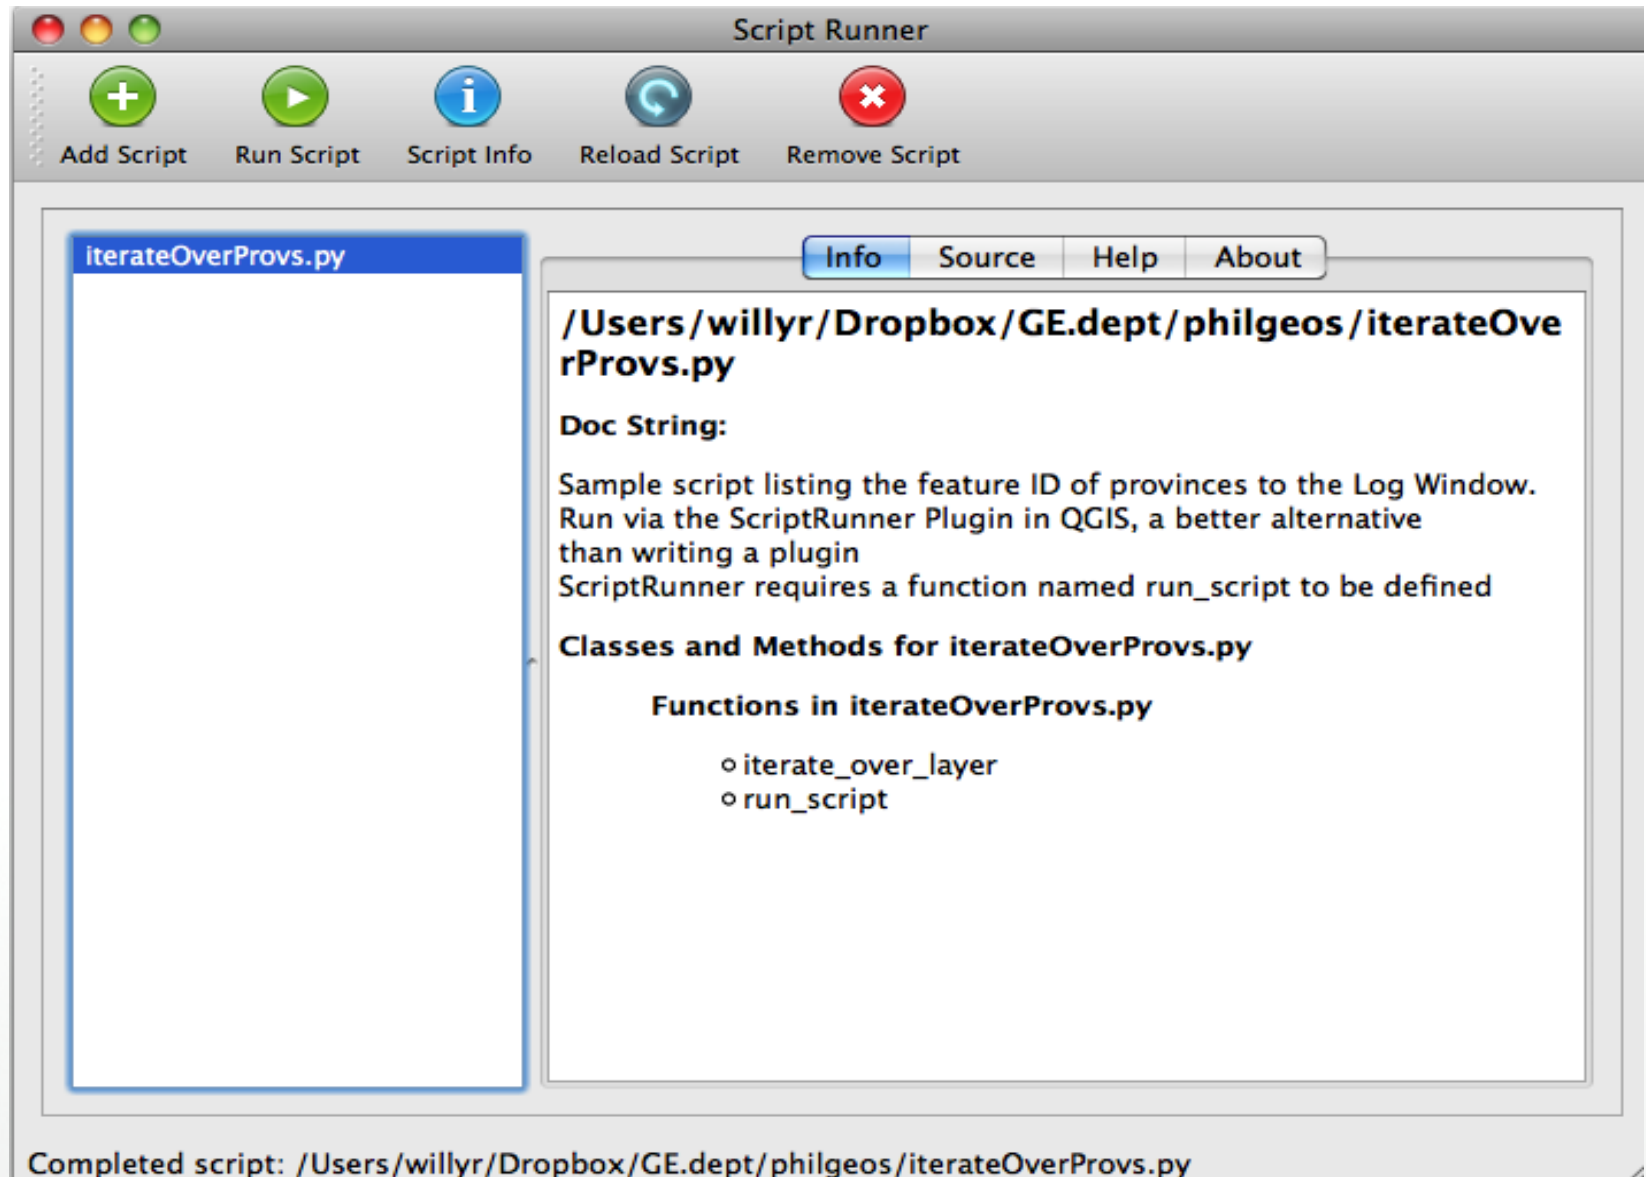 Script Runner
Add Script
Run Script
Script Info
Reload Script
Remove Script
iterateOverProvs.py
Info
Source
Help
About
/Users/willyr/Dropbox/GE.dept/philgeos/iterateOve
rProvs.py
Doc String:
Sample script listing the feature ID of provinces to the Log Window.
Run via the ScriptRunner Plugin in QGIS, a better alternative
than writing a plugin
ScriptRunner requires a function named run_script to be defined
Classes and Methods for iterateOverProvs.py
Functions in iterateOverProvs.py
iterate_over_layer
run_script
Completed script: /Users/willyr/Dropbox/GE.dept/philgeos/iterateOverProvs.py